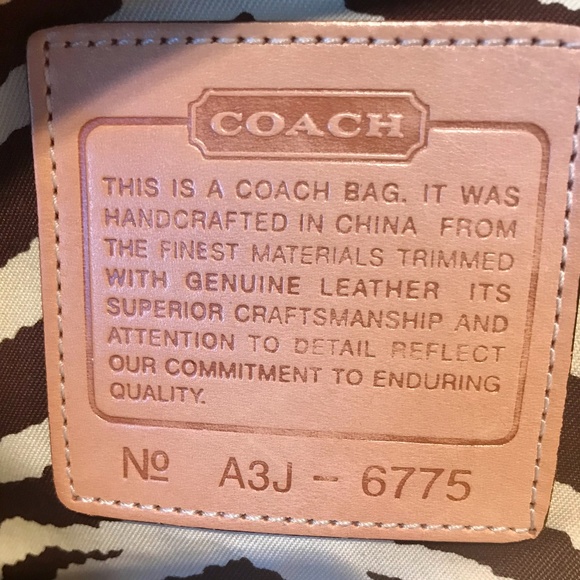 COACH
THIS IS A COACH BAG. IT WAS
HANDCRAFTED IN CHINA FROM
THE FINEST MATERIALS TRIMMED
WITH GENUINE LEATHER ITS
SUPERIOR CRAFTSMANSHIP AND
ATTENTION TO DETAIL REFLECT
OUR COMMITMENT TO ENDURING
QUALITY.
Nº A3J - 6775